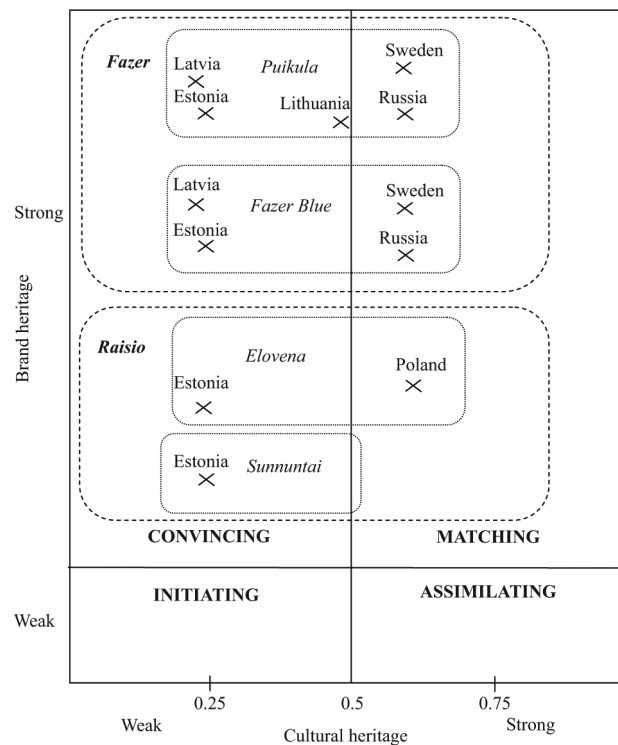 Fazer
Latvia
Puikula
Sweden
Estonia
Lithuania
Russia
Latvia
Fazer Blue
Sweden
Estonia
Russia
Strong
Brand heritage
Raisio
Elovena
Estonia
Poland
Estonia
Sunnuntai
CONVINCING
MATCHING
INITIATING
ASSIMILATING
Weak
0.25
0.5
0.75
Weak
Cultural heritage
Strong